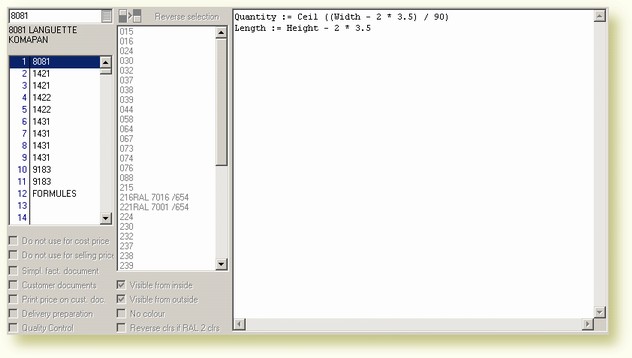 8081
Reverse selection
8081 LANGUETTE
KOMAPAN
1 8081
2 1421
3 1421
4 1422
5 1422
6 1431
7 1431
8 1431
9 1431
10 9183
11 9183
12 FORMULES
13
14
Do not use for cost price
Do not use for selling price
Simpl. fact. document
Customer documents
Print price on cust. doc.
Delivery preparation
Quality Control
015
016
024
030
032
037
038
039
044
058
064
067
073
074
076
088
215
216RAL 7016 /654
221RAL 7001 /654
224
230
232
237
238
239
Visible from inside
Visible from outside
No colour
Reverse clrs if RAL 2 clrs
Quantity := Ceil ((Width - 2 * 3.5) / 90)
Length := Height - 2 * 3.5